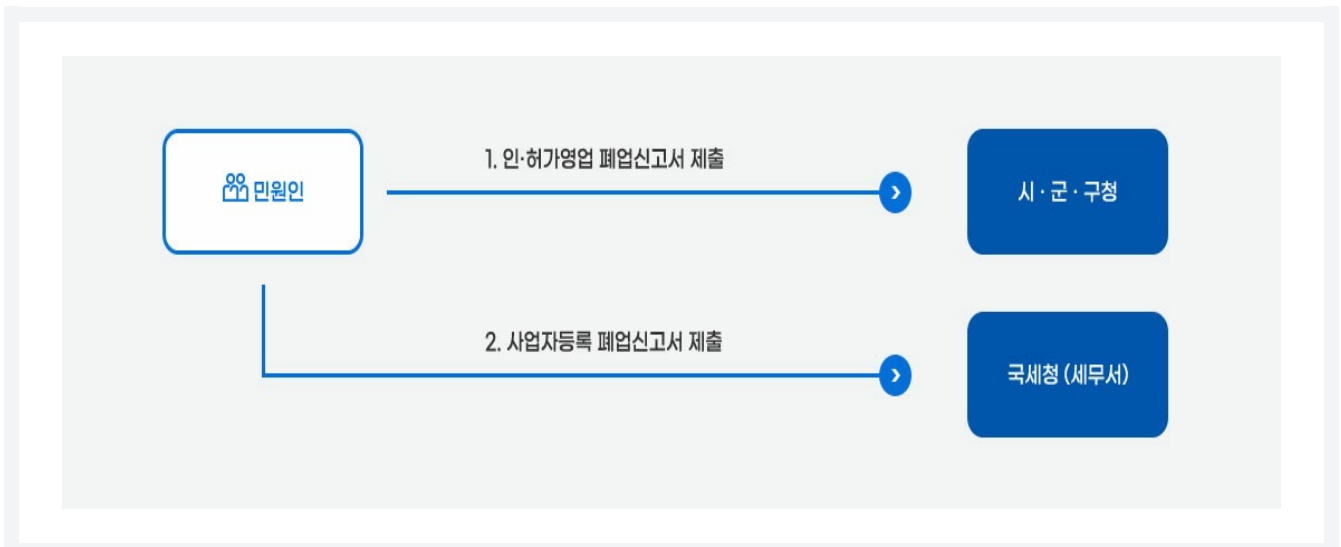 민원인
1. 인·허가영업 폐업신고서 제출
시·군·구청
2. 사업자등록 폐업신고서 제출
국세청 (세무서)